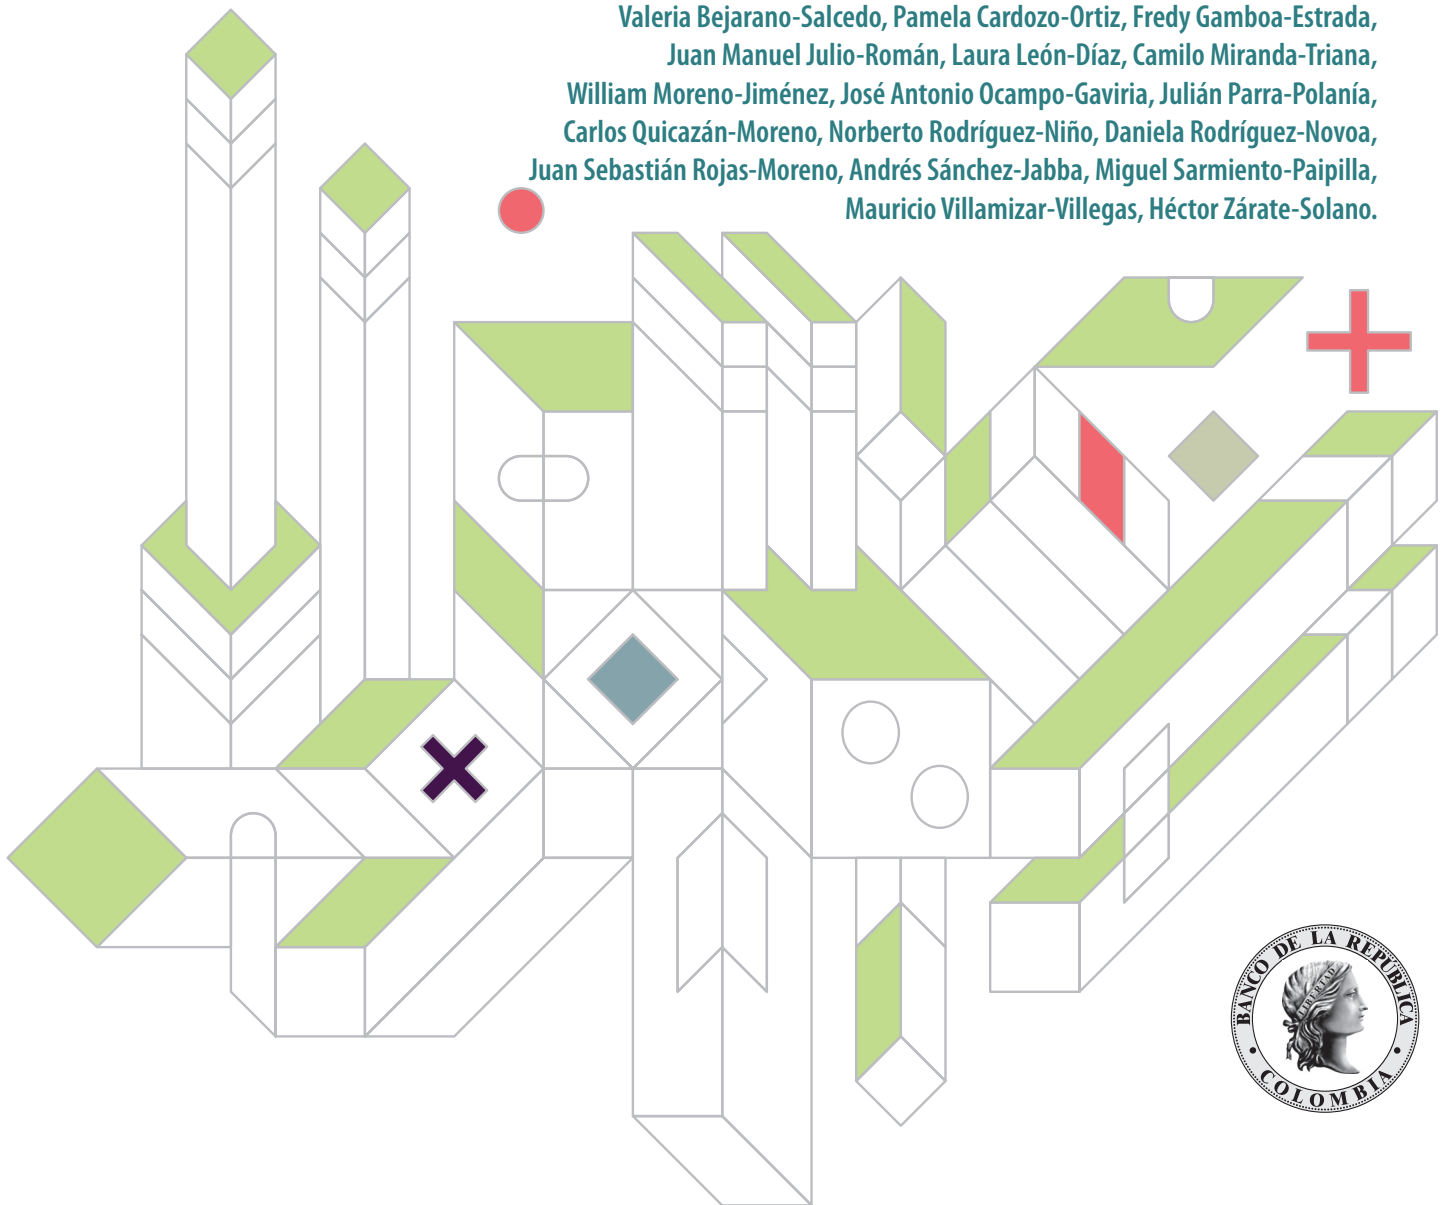 Valeria Bejarano-Salcedo, Pamela Cardozo-Ortiz, Fredy Gamboa-Estrada,
Juan Manuel Julio-Román, Laura León-Díaz, Camilo Miranda-Triana,
William Moreno-Jiménez, José Antonio Ocampo-Gaviria, Julián Parra-Polanía,
Carlos Quicazán-Moreno, Norberto Rodríguez-Niño, Daniela Rodríguez-Novoa,
Juan Sebastián Rojas-Moreno, Andrés Sánchez-Jabba, Miguel Sarmiento-Paipilla,
Mauricio Villamizar-Villegas, Héctor Zárate-Solano.
BANCO DE LA REPÚBLICA
LIBERTAD
COLOMBIA